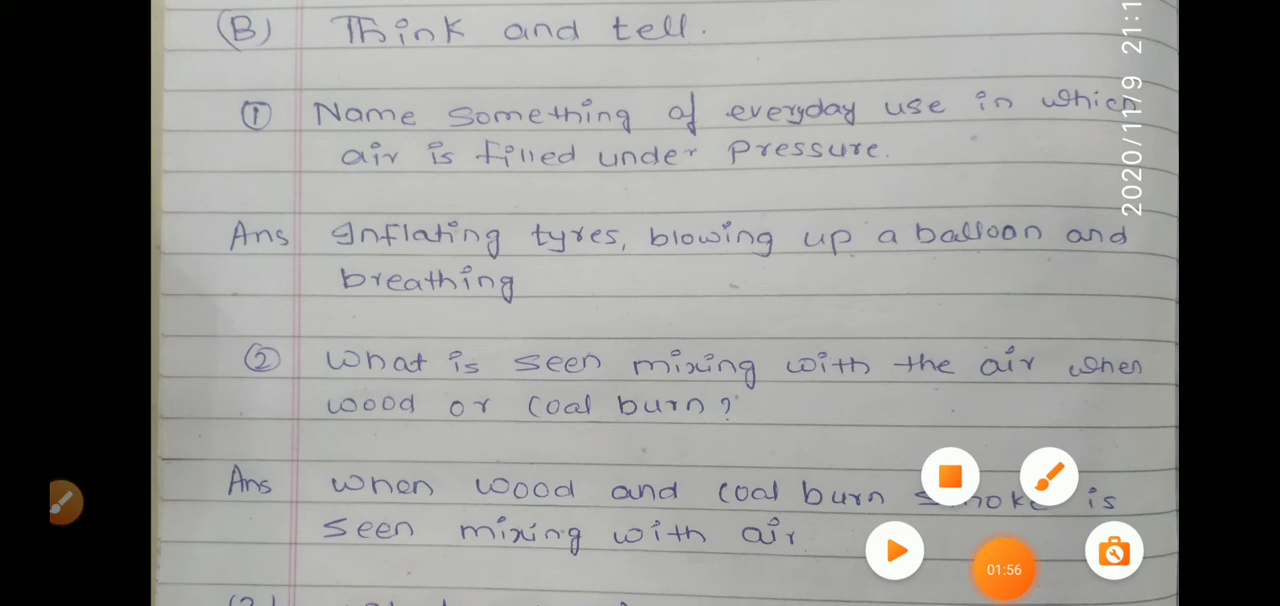 (B) Think and tell.
① Name something of everyday use in which
air is filled under pressure.
Ans Inflating tyres, blowing up a balloon and
breathing
② What is seen mixing with the air when
wood or coal burn?
Ans when wood and coal burn smoke is
seen mixing with air
01:56
2020/11/9 21:1